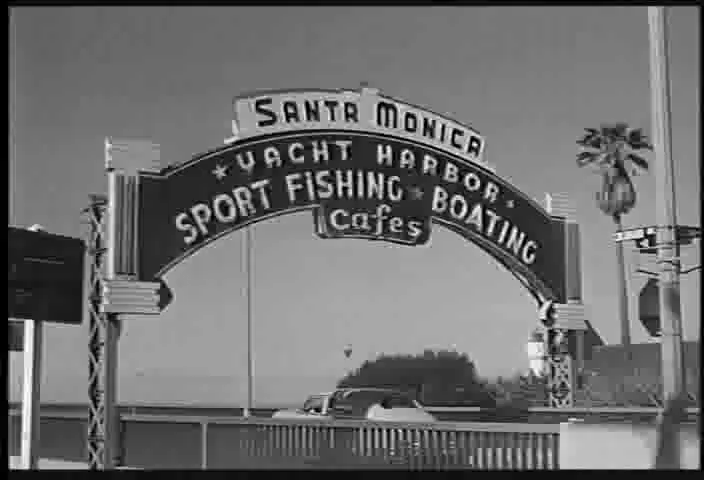 SANTA MONICA
YACHT HARBOR
SPORT FISHING BOATING
Cafes